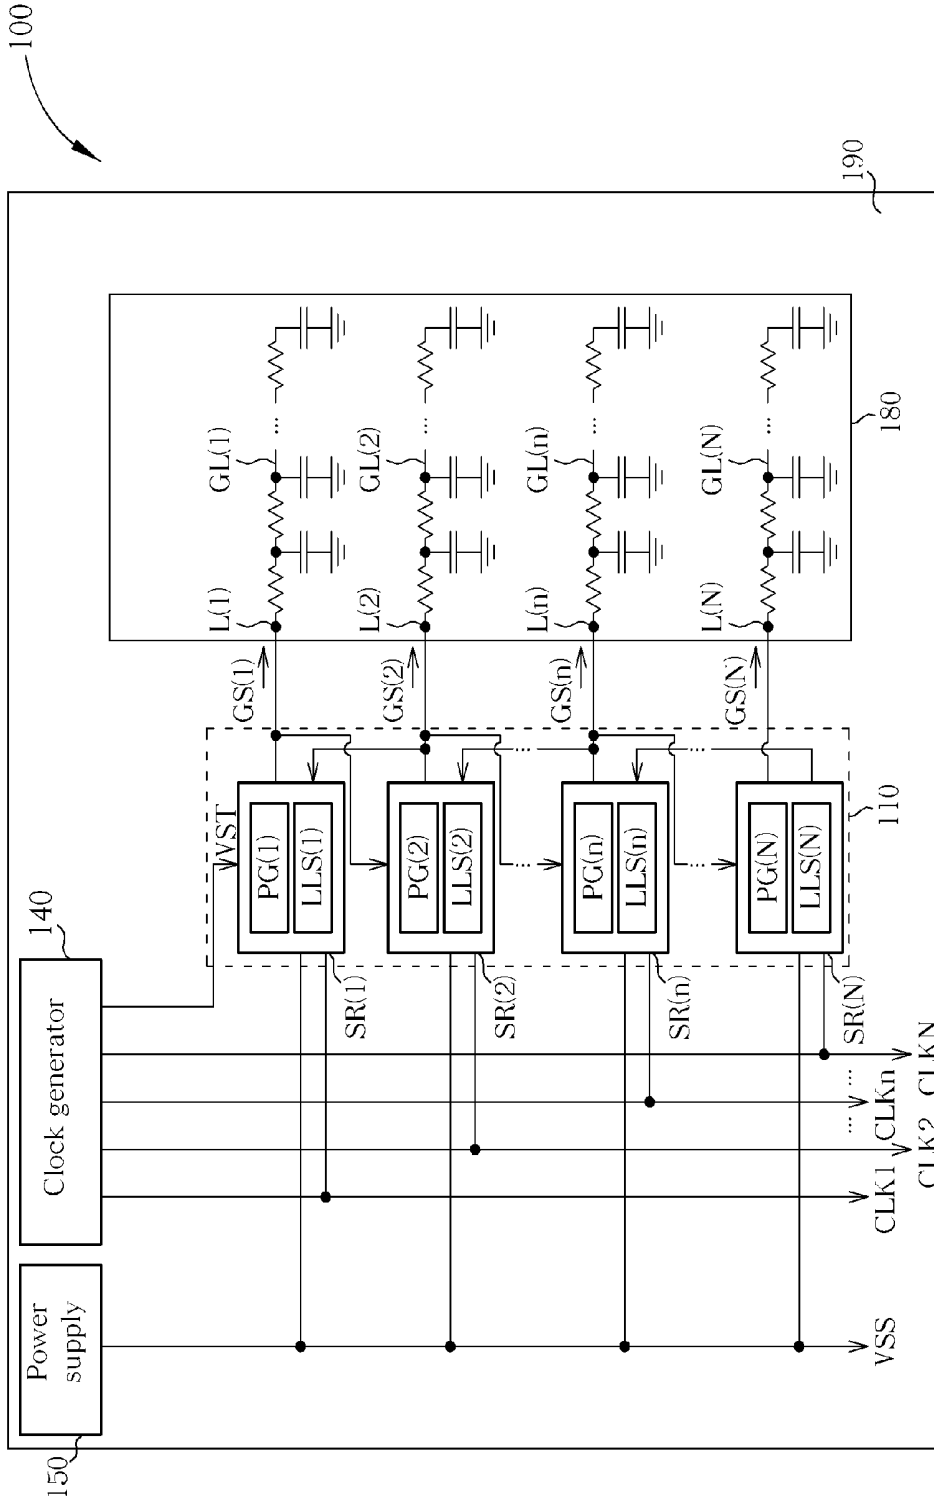 100
190
180
GL(1)
GL(2)
GL(n)
GL(N)
...
...
...
...
L(1)
L(2)
L(n)
L(N)
GS(1)
GS(2)
GS(n)
GS(N)
110
VST
PG(1)
LLS(1)
PG(2)
LLS(2)
PG(n)
LLS(n)
PG(N)
LLS(N)
...
...
...
...
SR(1)
SR(2)
SR(n)
SR(N)
140
Clock generator
CLK1
CLK2
...
CLKn
...
CLKN
Power
supply
150
VSS